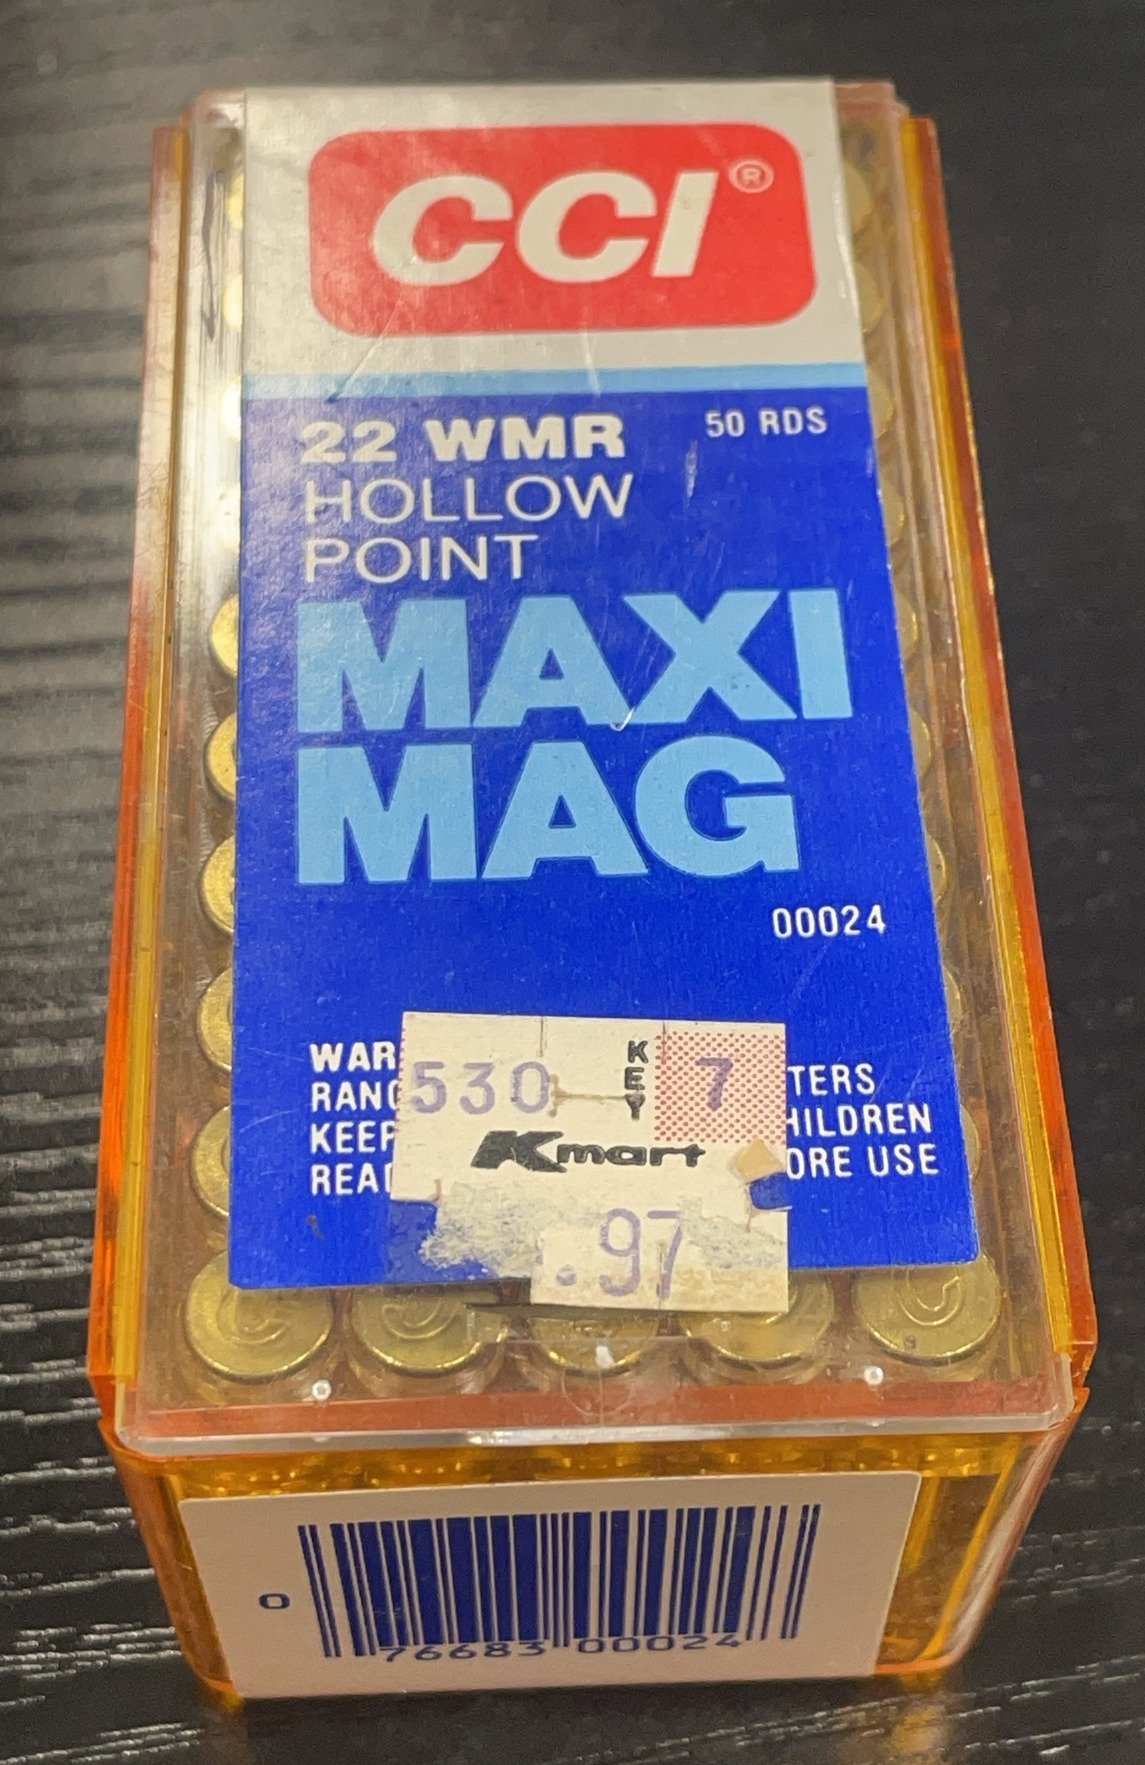 CCI®
22 WMR 50 RDS
HOLLOW
POINT
MAXI
MAG
00024
WAR
RANG TERS
KEEP HILDREN
READ ORE USE
530 KEY 7
Kmart
.97
0 76683 00024